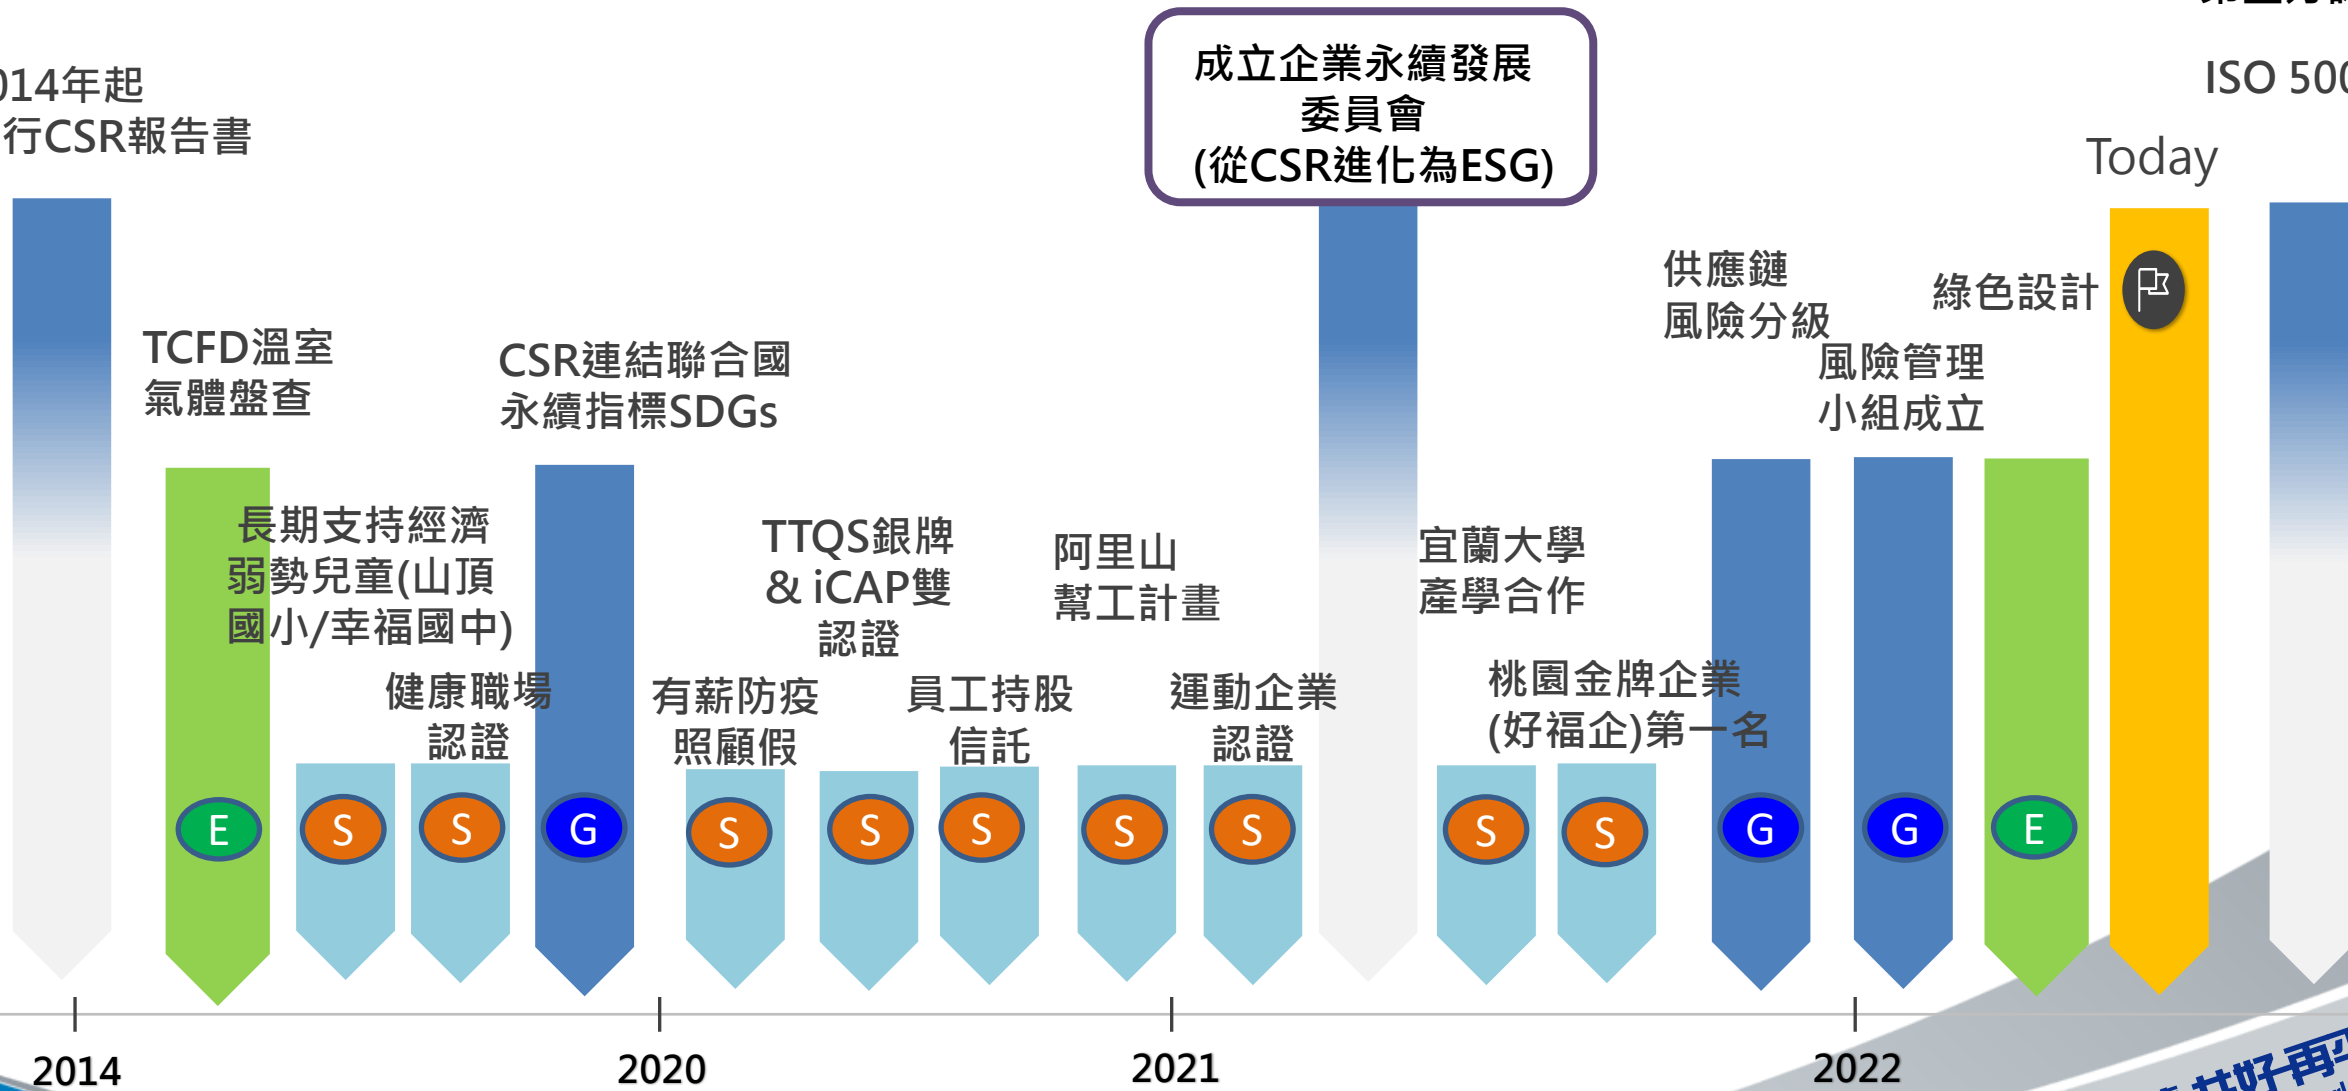 014年起
行CSR報告書
成立企業永續發展
委員會
(從CSR進化為ESG)
ISO 500
Today
TCFD溫室
氣體盤查
長期支持經濟
弱勢兒童(山頂
國小/幸福國中)
健康職場
認證
CSR連結聯合國
永續指標SDGs
有薪防疫
照顧假
TTQS銀牌
& iCAP雙
認證
員工持股
信託
阿里山
幫工計畫
運動企業
認證
宜蘭大學
產學合作
桃園金牌企業
(好福企)第一名
供應鏈
風險分級
風險管理
小組成立
綠色設計
E
S
S
G
S
S
S
S
S
S
S
G
G
E
2014
2020
2021
2022
共好再